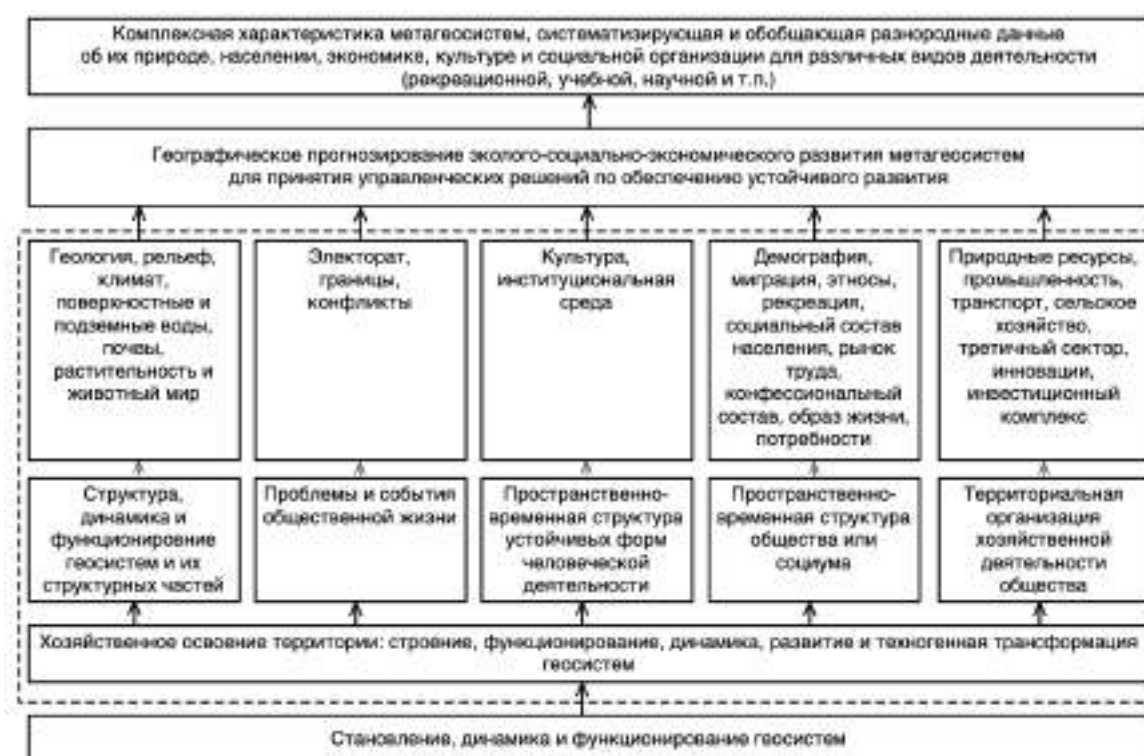 Комплексная характеристика метагеосистем, систематизирующая и обобщающая разнородные данные
об их природе, населении, экономике, культуре и социальной организации для различных видов деятельности
(рекреационной, учебной, научной и т.п.)
Географическое прогнозирование эколого-социально-экономического развития метагеосистем
для принятия управленческих решений по обеспечению устойчивого развития
Геология, рельеф,
климат,
поверхностные и
подземные воды,
почвы,
растительность и
животный мир
Электорат,
границы,
конфликты
Культура,
институциональная
среда
Демография,
миграция, этносы,
рекреация,
социальный состав
населения, рынок
труда,
конфессиональный
состав, образ жизни,
потребности
Природные ресурсы,
промышленность,
транспорт, сельское
хозяйство,
третичный сектор,
инновации,
инвестиционный
комплекс
Структура,
динамика и
функционировние
геосистем и их
структурных частей
Проблемы и события
общественной жизни
Пространственно-
временная структура
устойчивых форм
человеческой
деятельности
Пространственно-
временная структура
общества или
социума
Территориальная
организация
хозяйственной
деятельности
общества
Хозяйственное освоение территории: строение, функционирование, динамика, развитие и техногенная трансформация
геосистем
Становление, динамика и функционирование геосистем